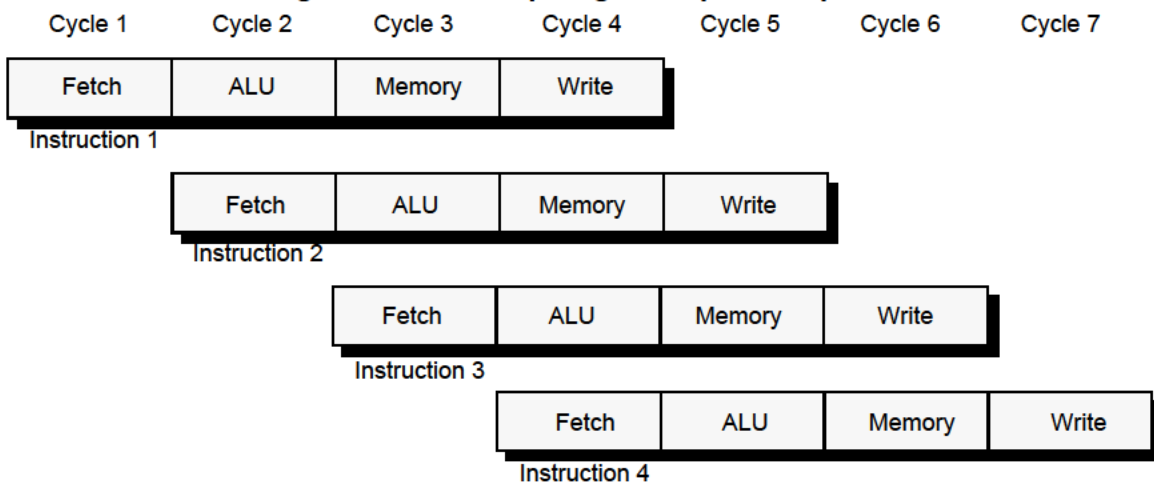 Cycle 1 Cycle 2 Cycle 3 Cycle 4 Cycle 5 Cycle 6 Cycle 7
Fetch ALU Memory Write
Instruction 1
Fetch ALU Memory Write
Instruction 2
Fetch ALU Memory Write
Instruction 3
Fetch ALU Memory Write
Instruction 4